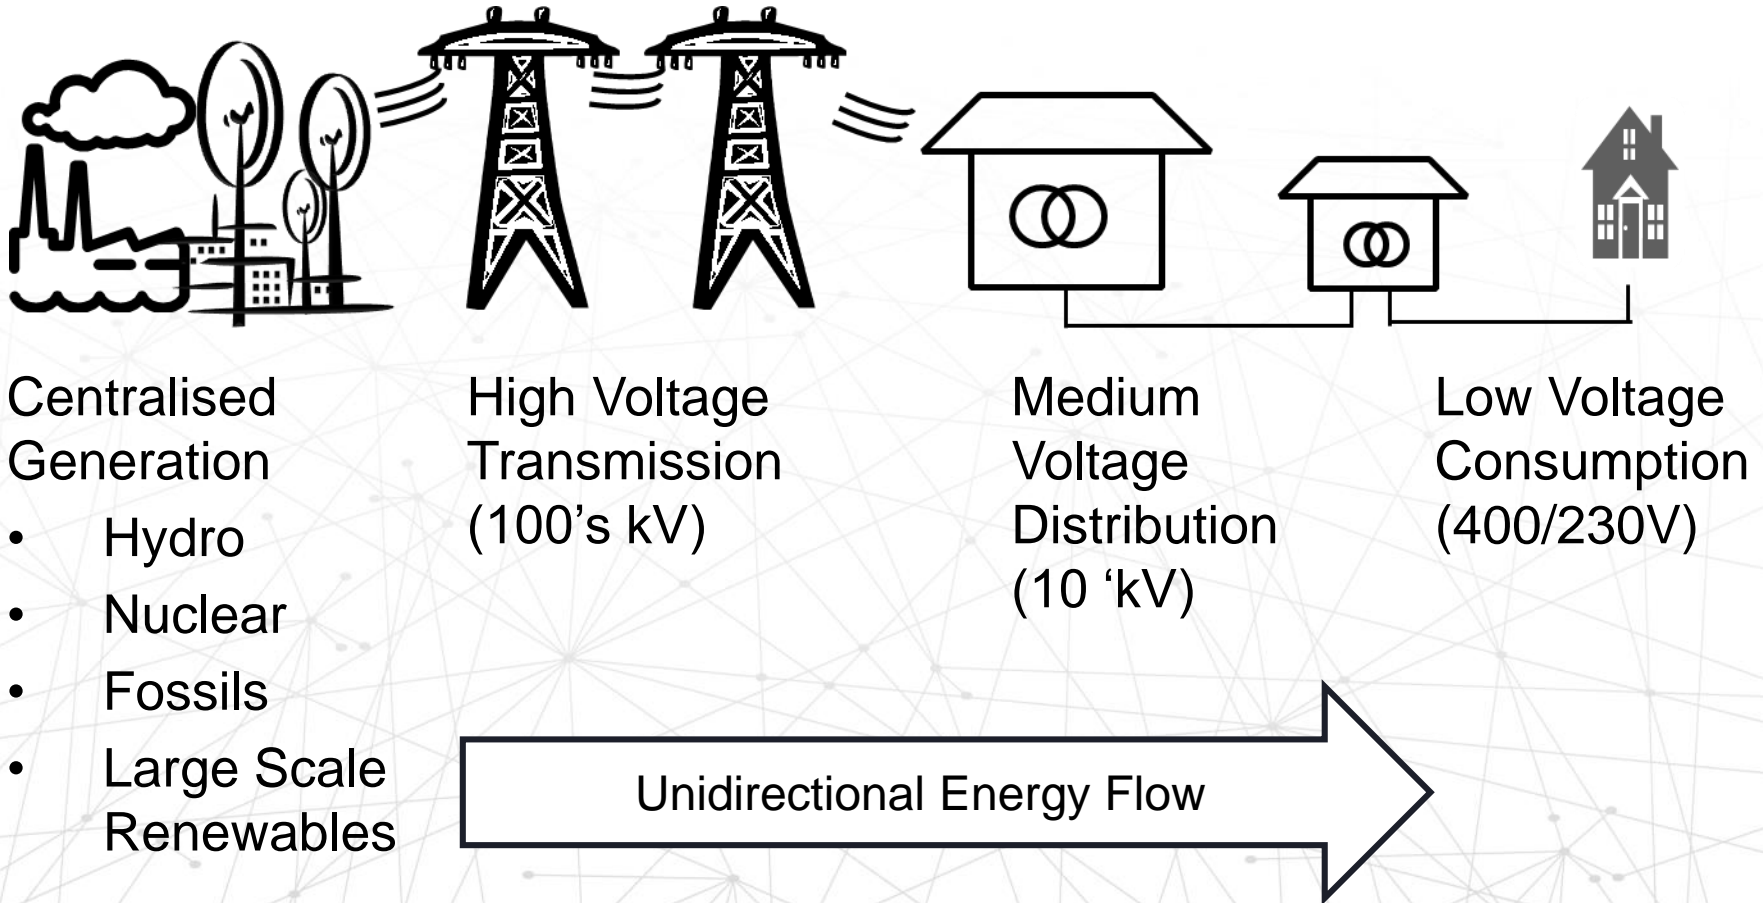 Centralised
Generation
• Hydro
• Nuclear
• Fossils
• Large Scale
Renewables
High Voltage
Transmission
(100’s kV)
Medium
Voltage
Distribution
(10 ‘kV)
Low Voltage
Consumption
(400/230V)
Unidirectional Energy Flow